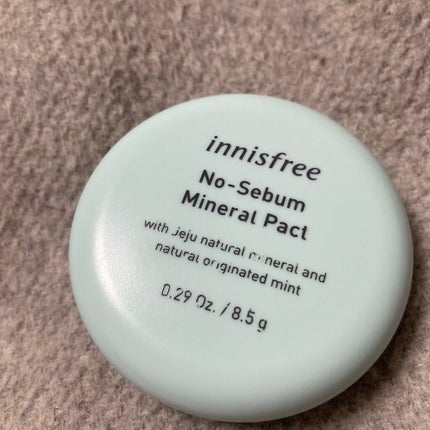 innisfree
No-Sebum
Mineral Pact
with Jeju natural mineral and
natural originated mint
0.29 Oz. / 8.5 g